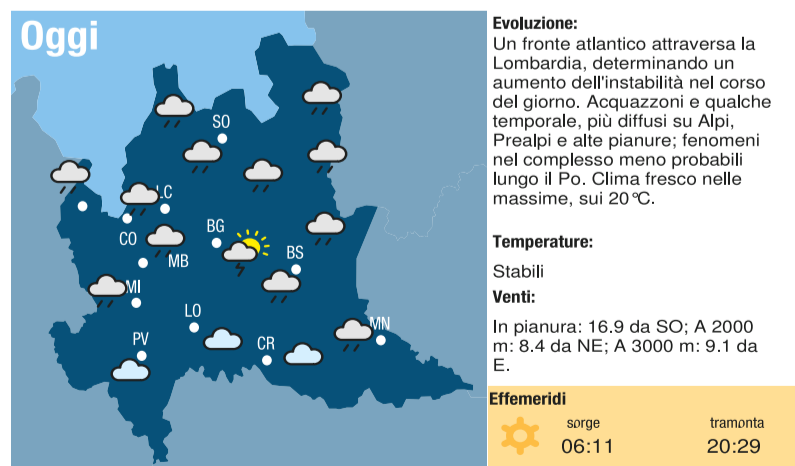 Oggi
SO
LC
CO
BG
MB
BS
MI
LO
MN
PV
CR
Evoluzione:
Un fronte atlantico attraversa la
Lombardia, determinando un
aumento dell'instabilità nel corso
del giorno. Acquazzoni e qualche
temporale, più diffusi su Alpi,
Prealpi e alte pianure; fenomeni
nel complesso meno probabili
lungo il Po. Clima fresco nelle
massime, sui 20°C.
Temperature:
Stabili
Venti:
In pianura: 16.9 da SO; A 2000
m: 8.4 da NE; A 3000 m: 9.1 da
E.
Effemeridi
sorge tramonta
06:11 20:29